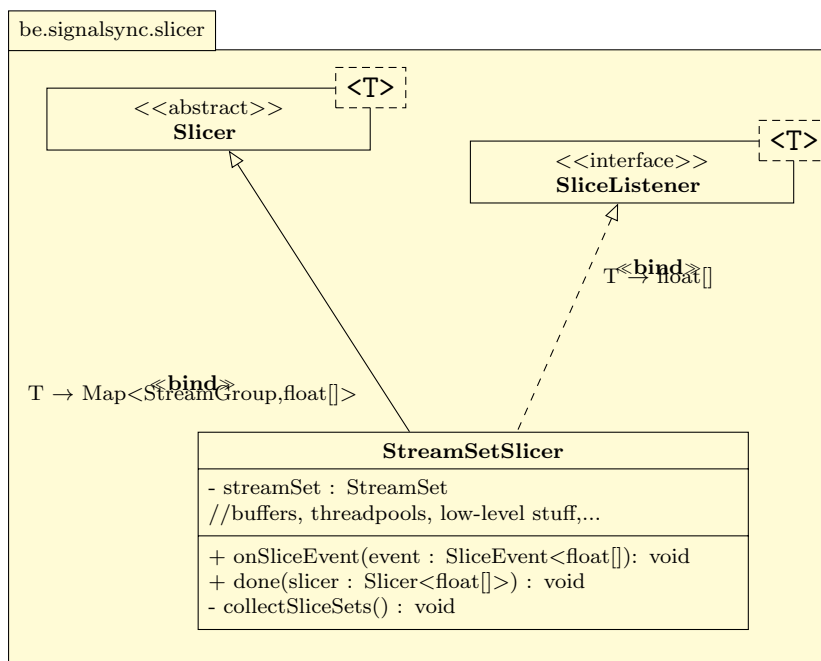 be.signalsync.slicer
<T>
<<abstract>>
Slicer
<T>
<<interface>>
SliceListener
≪bind≫
T → float[]
≪bind≫
T → Map<StreamGroup,float[]>
StreamSetSlicer
- streamSet : StreamSet
//buffers, threadpools, low-level stuff,...
+ onSliceEvent(event : SliceEvent<float[]): void
+ done(slicer : Slicer<float[]>) : void
- collectSliceSets() : void